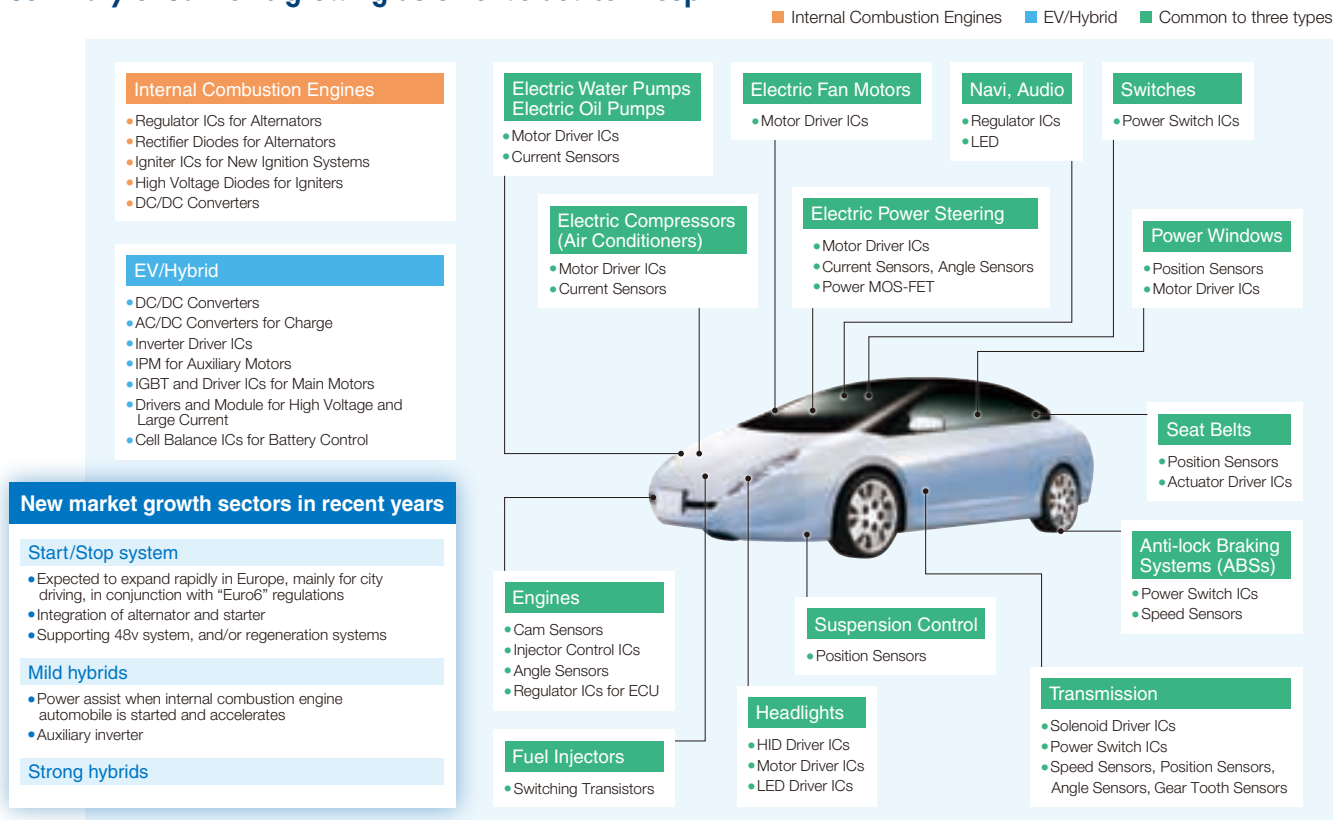 Internal Combustion Engines
EV/Hybrid
Common to three types
Internal Combustion Engines
• Regulator ICs for Alternators
• Rectifier Diodes for Alternators
• Igniter ICs for New Ignition Systems
• High Voltage Diodes for Igniters
• DC/DC Converters
EV/Hybrid
• DC/DC Converters
• AC/DC Converters for Charge
• Inverter Driver ICs
• IPM for Auxiliary Motors
• IGBT and Driver ICs for Main Motors
• Drivers and Module for High Voltage and
Large Current
• Cell Balance ICs for Battery Control
New market growth sectors in recent years
Start/Stop system
• Expected to expand rapidly in Europe, mainly for city
driving, in conjunction with “Euro6” regulations
• Integration of alternator and starter
• Supporting 48v system, and/or regeneration systems
Mild hybrids
• Power assist when internal combustion engine
automobile is started and accelerates
• Auxiliary inverter
Strong hybrids
Electric Water Pumps
Electric Oil Pumps
• Motor Driver ICs
• Current Sensors
Electric Fan Motors
• Motor Driver ICs
Navi, Audio
• Regulator ICs
• LED
Switches
• Power Switch ICs
Electric Compressors
(Air Conditioners)
• Motor Driver ICs
• Current Sensors
Electric Power Steering
• Motor Driver ICs
• Current Sensors, Angle Sensors
• Power MOS-FET
Power Windows
• Position Sensors
• Motor Driver ICs
Seat Belts
• Position Sensors
• Actuator Driver ICs
Anti-lock Braking
Systems (ABSs)
• Power Switch ICs
• Speed Sensors
Engines
• Cam Sensors
• Injector Control ICs
• Angle Sensors
• Regulator ICs for ECU
Suspension Control
• Position Sensors
Fuel Injectors
• Switching Transistors
Headlights
• HID Driver ICs
• Motor Driver ICs
• LED Driver ICs
Transmission
• Solenoid Driver ICs
• Power Switch ICs
• Speed Sensors, Position Sensors,
Angle Sensors, Gear Tooth Sensors